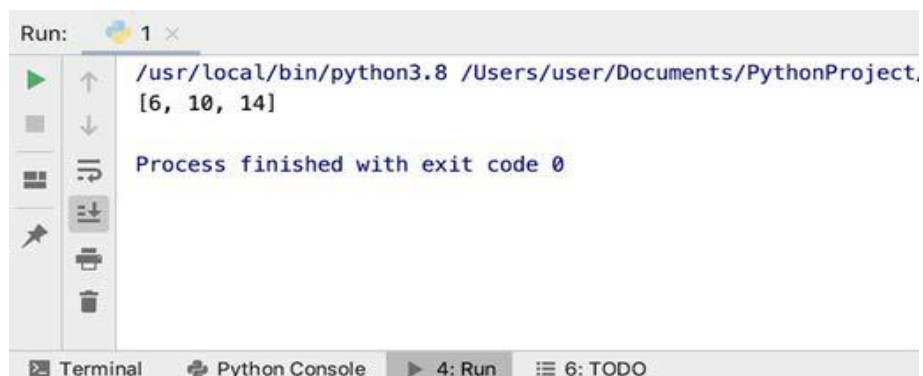 Run: 1 ×
/usr/local/bin/python3.8 /Users/user/Documents/PythonProject/
[6, 10, 14]
Process finished with exit code 0
Terminal Python Console 4: Run 6: TODO